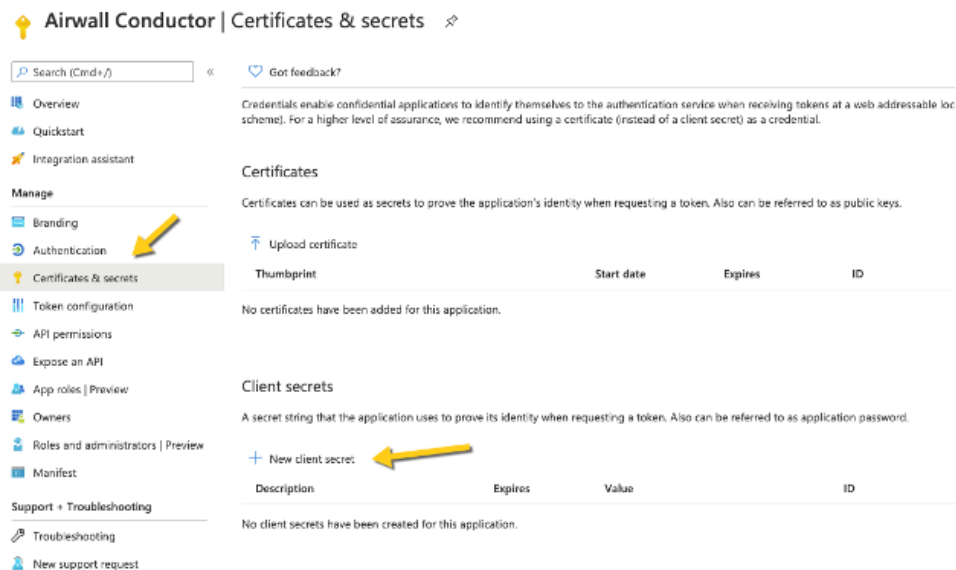 Airwall Conductor | Certificates & secrets
Search (Cmd+/)
«
Overview
Quickstart
Integration assistant
Manage
Branding
Authentication
Certificates & secrets
Token configuration
API permissions
Expose an API
App roles | Preview
Owners
Roles and administrators | Preview
Manifest
Support + Troubleshooting
Troubleshooting
New support request
Got feedback?
Credentials enable confidential applications to identify themselves to the authentication service when receiving tokens at a web addressable loc
scheme). For a higher level of assurance, we recommend using a certificate (instead of a client secret) as a credential.
Certificates
Certificates can be used as secrets to prove the application's identity when requesting a token. Also can be referred to as public keys.
Upload certificate
Thumbprint Start date Expires ID
No certificates have been added for this application.
Client secrets
A secret string that the application uses to prove its identity when requesting a token. Also can be referred to as application password.
New client secret
Description Expires Value ID
No client secrets have been created for this application.